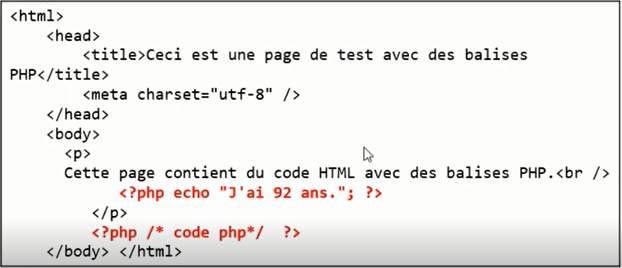 <html>
<head>
<title>Ceci est une page de test avec des balises
PHP</title>
<meta charset="utf-8" />
</head>
<body>
<p>
Cette page contient du code HTML avec des balises PHP.<br />
<?php echo "J'ai 92 ans."; ?>
</p>
<?php /* code php*/  ?>
</body> </html>